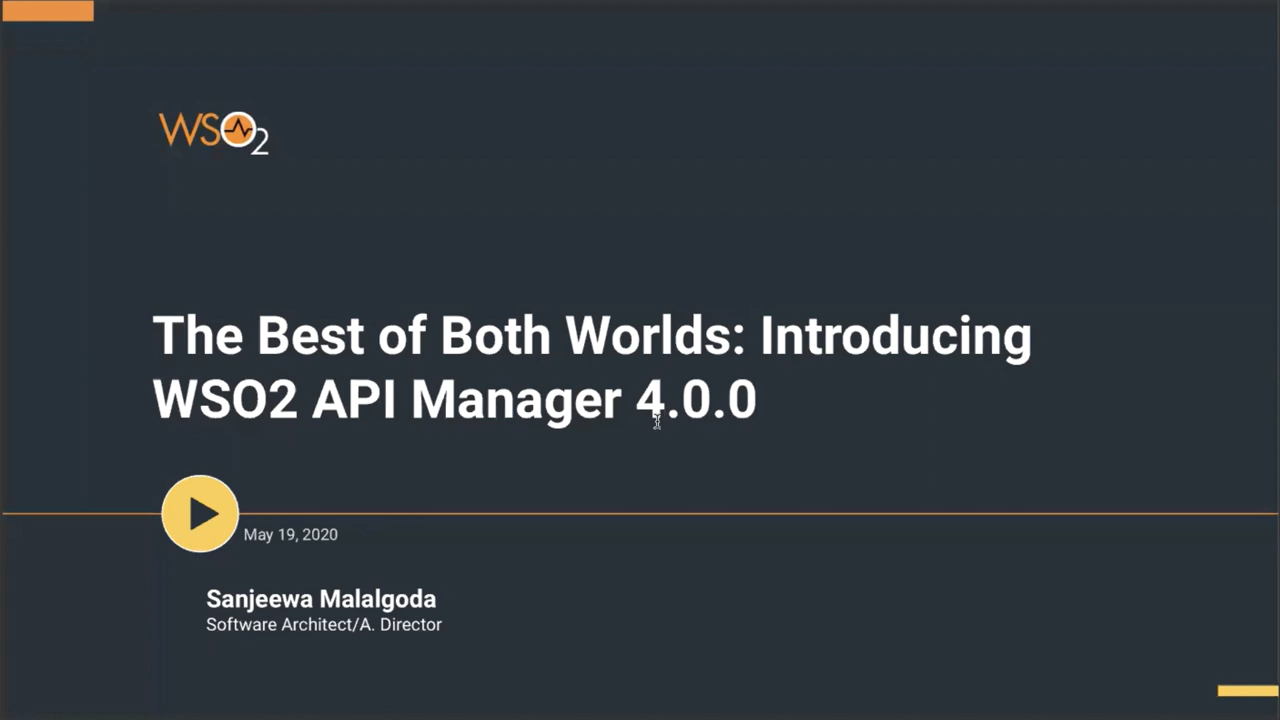 WSO2
The Best of Both Worlds: Introducing
WSO2 API Manager 4.0.0
May 19, 2020
Sanjeewa Malalgoda
Software Architect/A. Director